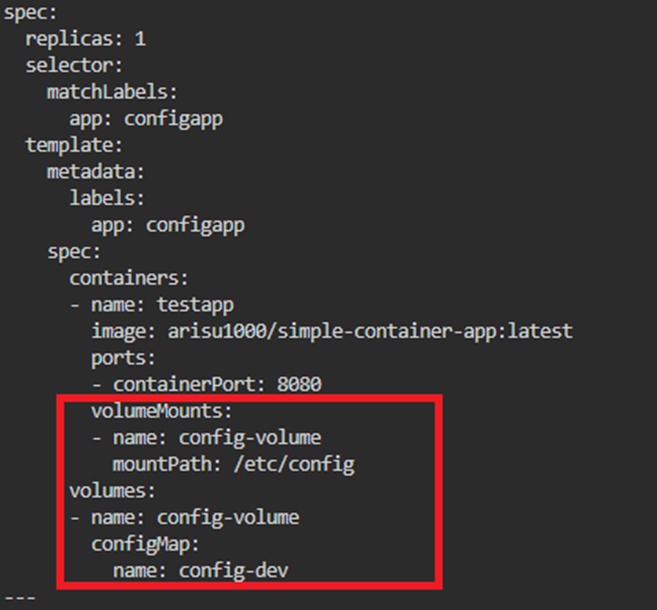 spec:
  replicas: 1
  selector:
    matchLabels:
      app: configapp
  template:
    metadata:
      labels:
        app: configapp
    spec:
      containers:
      - name: testapp
        image: arisu1000/simple-container-app:latest
        ports:
        - containerPort: 8080
        volumeMounts:
        - name: config-volume
          mountPath: /etc/config
      volumes:
      - name: config-volume
        configMap:
          name: config-dev
---